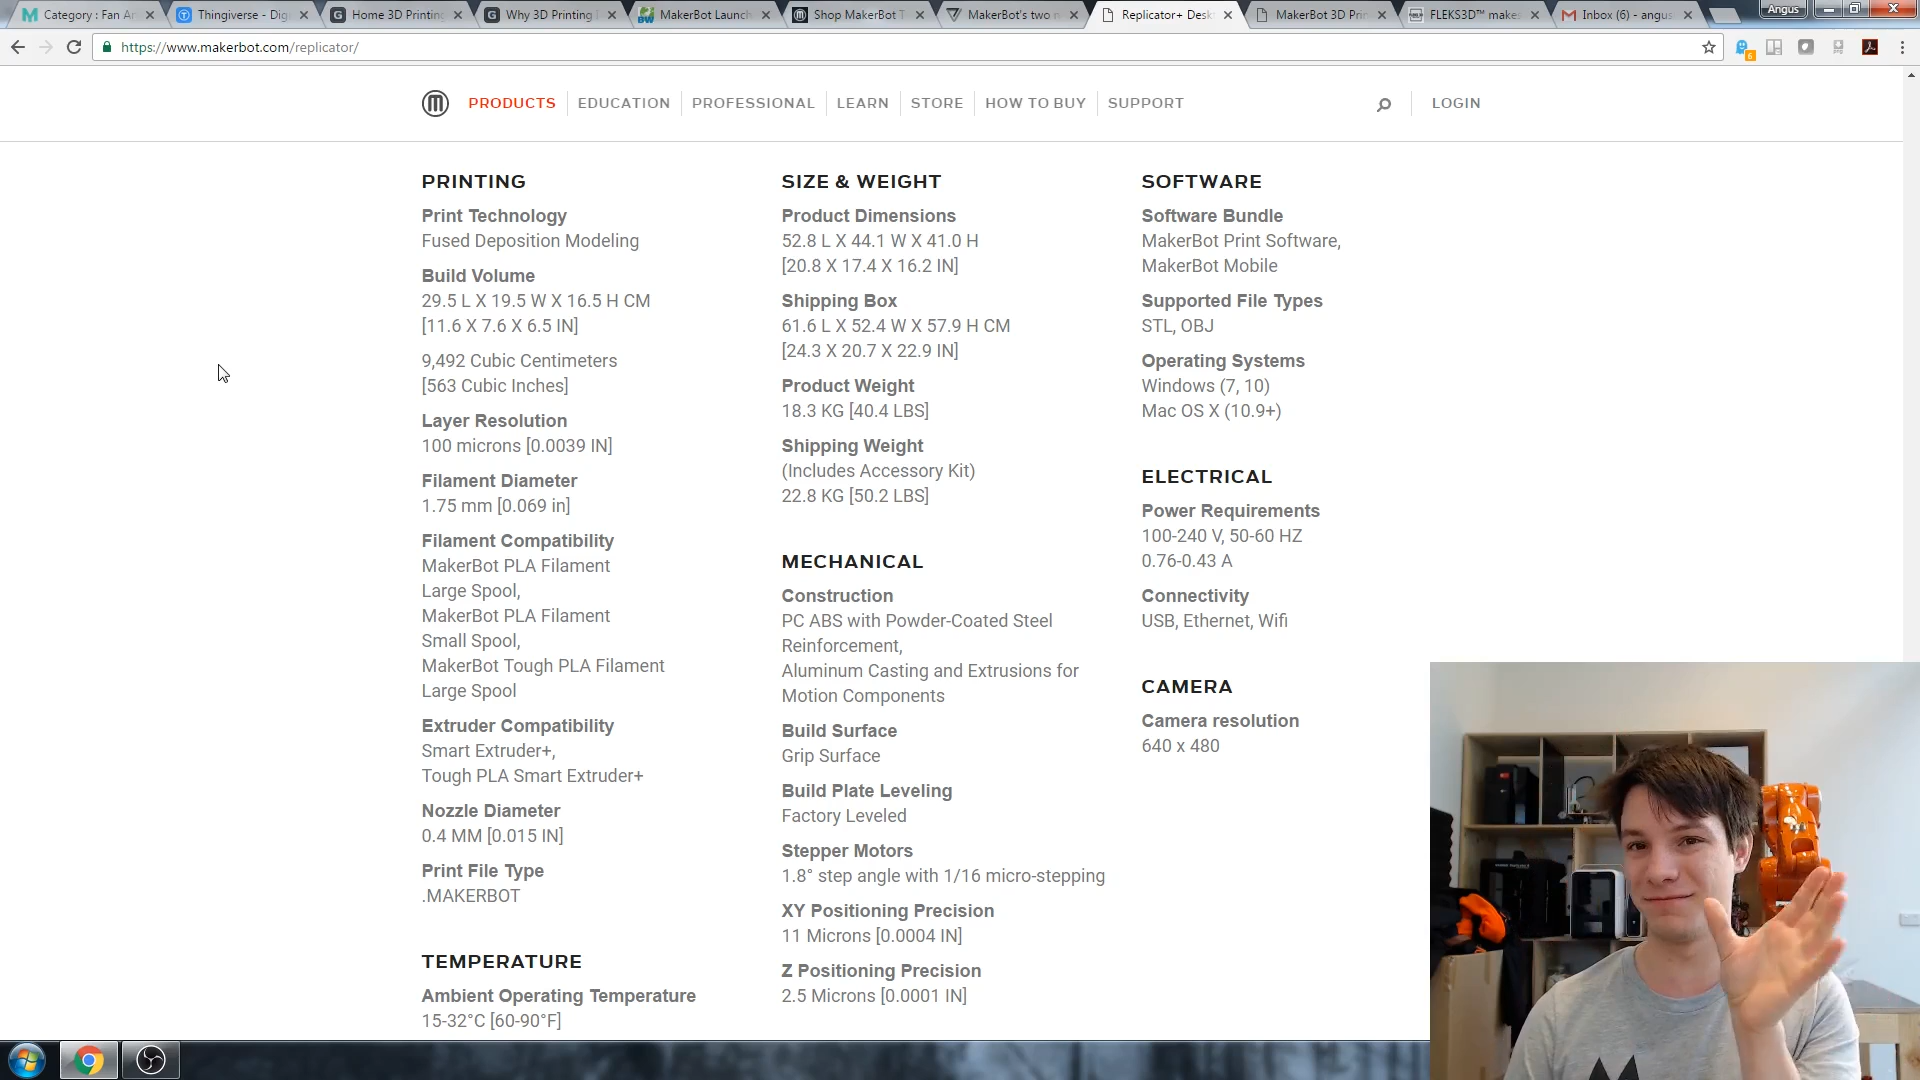 Category : Fan Ar
Thingiverse - Dig
Home 3D Printing
Why 3D Printing
MakerBot Launch
Shop MakerBot T
MakerBot's two n
Replicator+ Desk
MakerBot 3D Prin
FLEKS3D™ makes
Inbox (6) - angus
Angus
https://www.makerbot.com/replicator/
6
PRODUCTS
EDUCATION
PROFESSIONAL
LEARN
STORE
HOW TO BUY
SUPPORT
LOGIN
PRINTING
Print Technology
Fused Deposition Modeling
Build Volume
29.5 L X 19.5 W X 16.5 H CM
[11.6 X 7.6 X 6.5 IN]
9,492 Cubic Centimeters
[563 Cubic Inches]
Layer Resolution
100 microns [0.0039 IN]
Filament Diameter
1.75 mm [0.069 in]
Filament Compatibility
MakerBot PLA Filament
Large Spool,
MakerBot PLA Filament
Small Spool,
MakerBot Tough PLA Filament
Large Spool
Extruder Compatibility
Smart Extruder+,
Tough PLA Smart Extruder+
Nozzle Diameter
0.4 MM [0.015 IN]
Print File Type
.MAKERBOT
TEMPERATURE
Ambient Operating Temperature
15-32°C [60-90°F]
SIZE & WEIGHT
Product Dimensions
52.8 L X 44.1 W X 41.0 H
[20.8 X 17.4 X 16.2 IN]
Shipping Box
61.6 L X 52.4 W X 57.9 H CM
[24.3 X 20.7 X 22.9 IN]
Product Weight
18.3 KG [40.4 LBS]
Shipping Weight
(Includes Accessory Kit)
22.8 KG [50.2 LBS]
MECHANICAL
Construction
PC ABS with Powder-Coated Steel
Reinforcement,
Aluminum Casting and Extrusions for
Motion Components
Build Surface
Grip Surface
Build Plate Leveling
Factory Leveled
Stepper Motors
1.8° step angle with 1/16 micro-stepping
XY Positioning Precision
11 Microns [0.0004 IN]
Z Positioning Precision
2.5 Microns [0.0001 IN]
SOFTWARE
Software Bundle
MakerBot Print Software,
MakerBot Mobile
Supported File Types
STL, OBJ
Operating Systems
Windows (7, 10)
Mac OS X (10.9+)
ELECTRICAL
Power Requirements
100-240 V, 50-60 HZ
0.76-0.43 A
Connectivity
USB, Ethernet, Wifi
CAMERA
Camera resolution
640 x 480